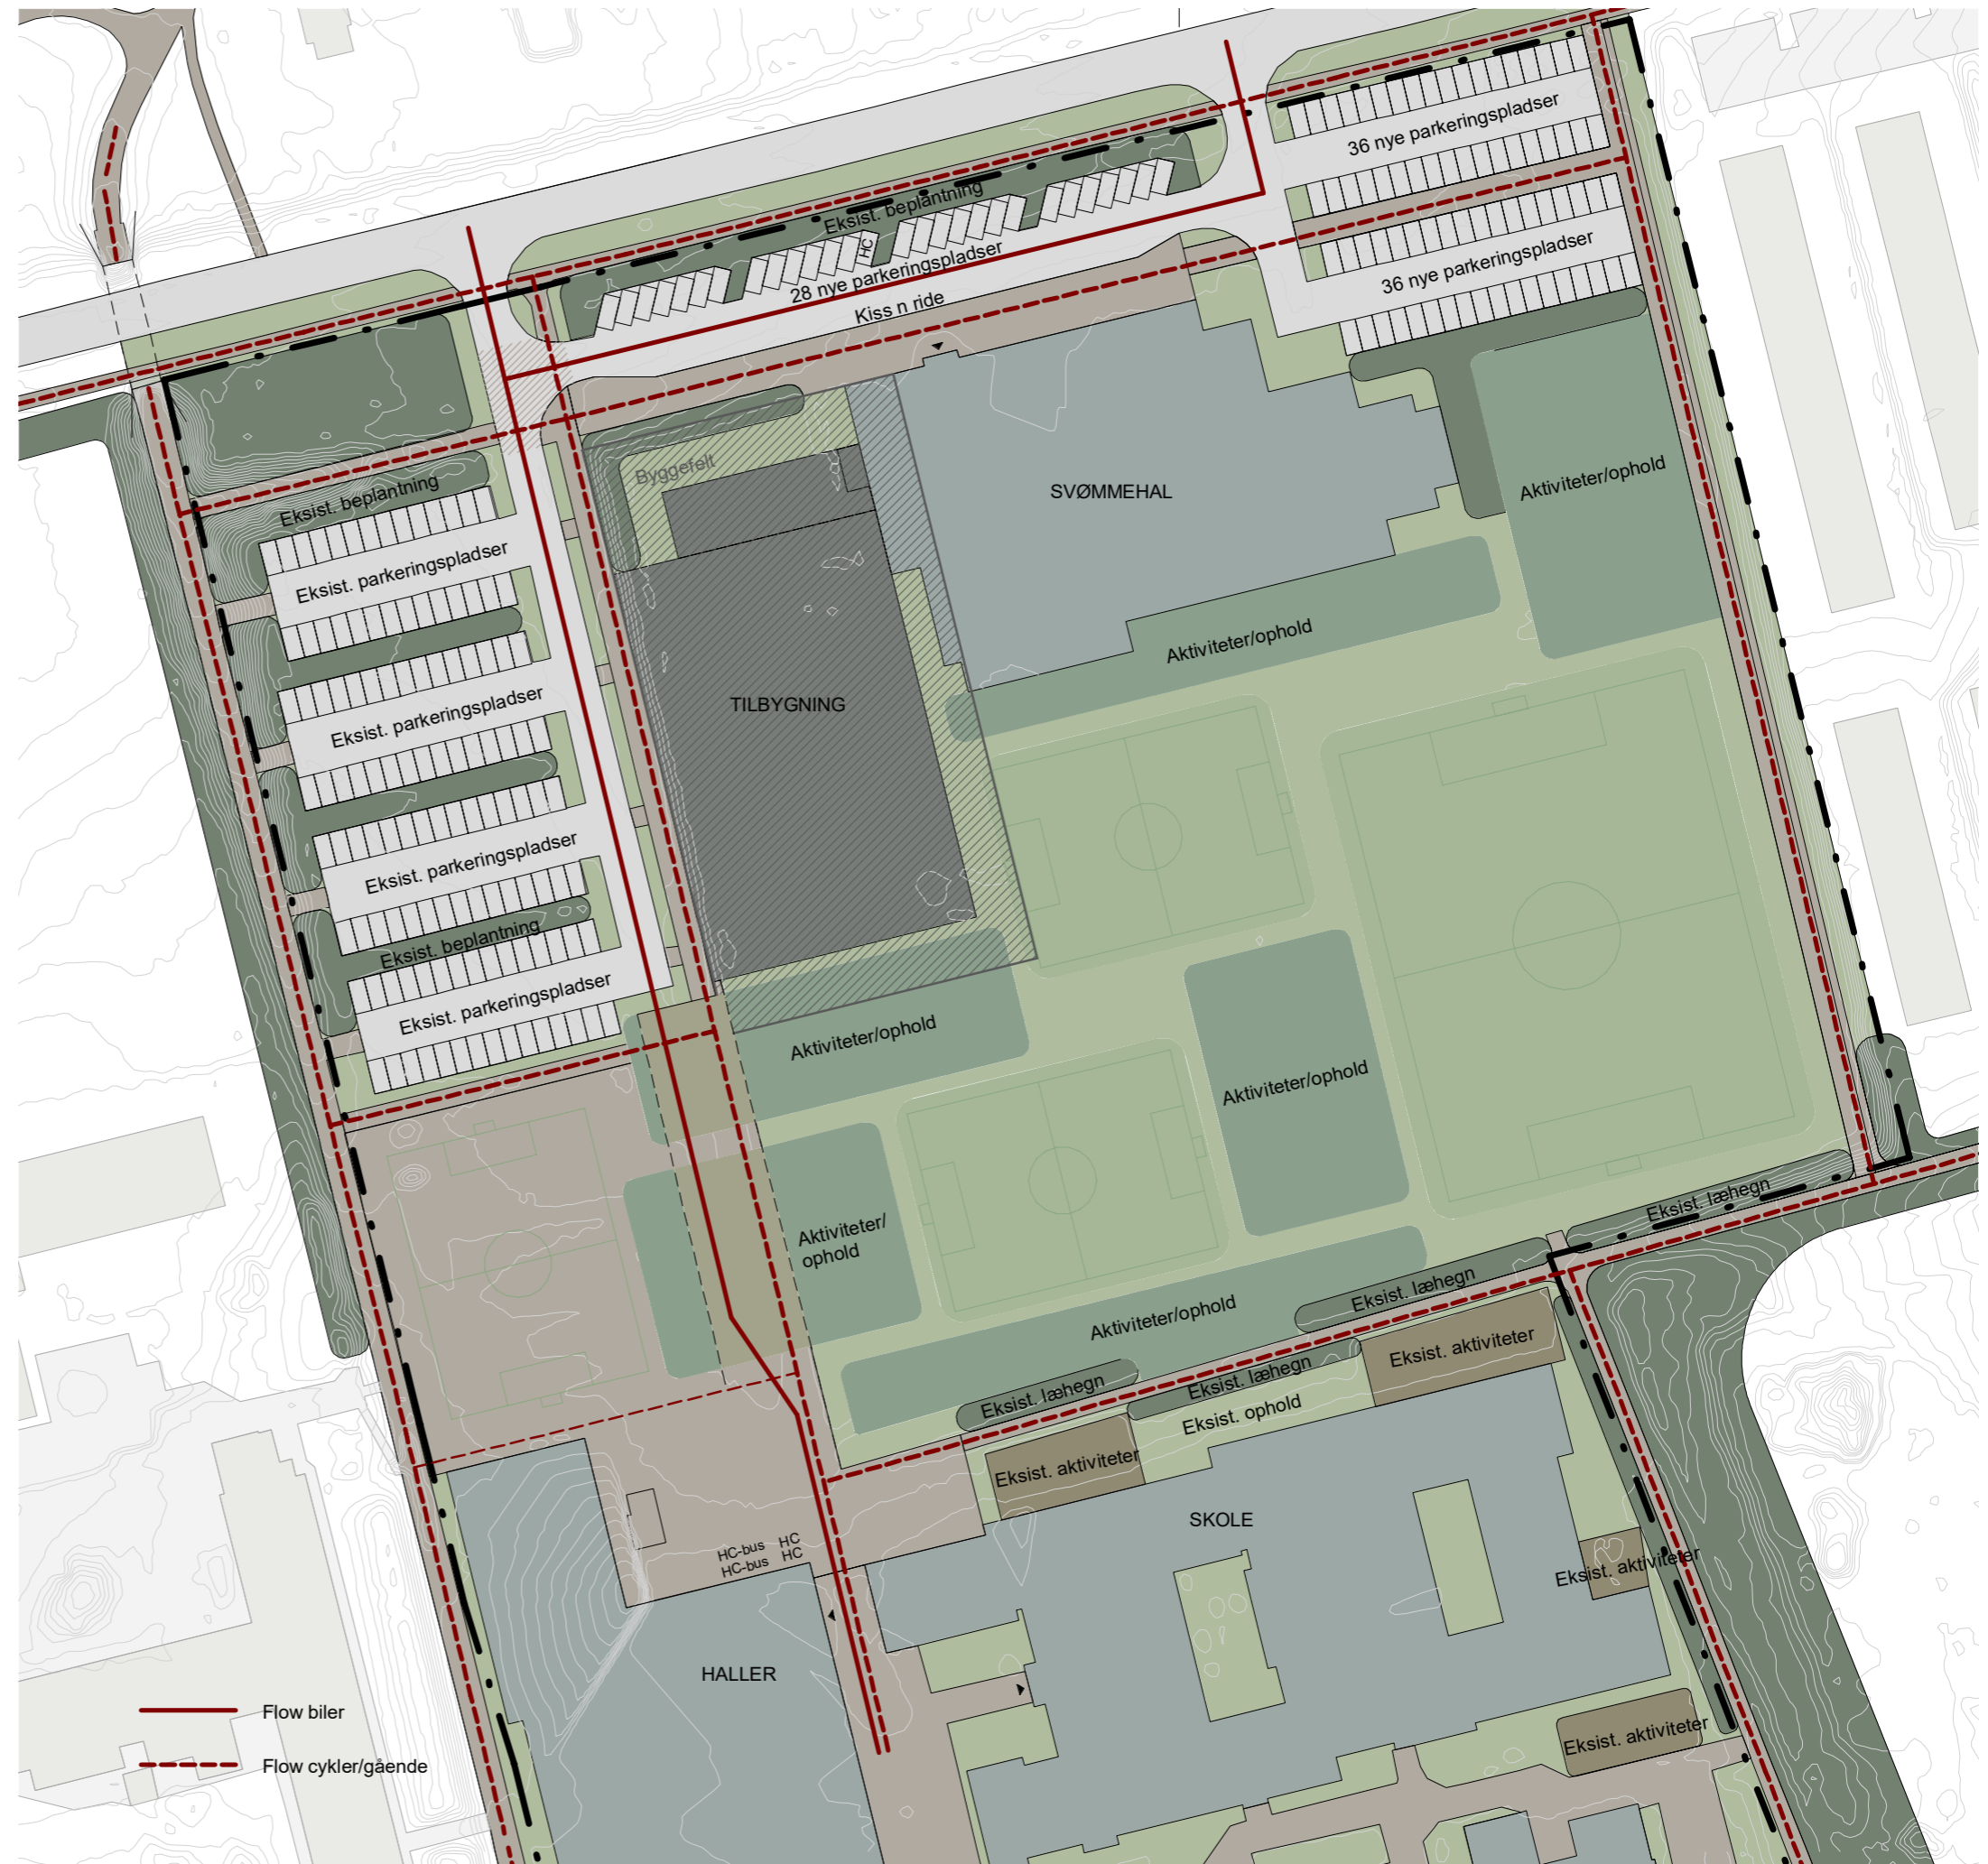 36 nye parkeringspladser
Eksist. beplantning
HC
36 nye parkeringspladser
28 nye parkeringspladser
Kiss n ride
Byggefelt
Aktiviteter/ophold
SVØMMEHAL
Eksist. beplantning
Eksist. parkeringspladser
Aktiviteter/ophold
Eksist. parkeringspladser
TILBYGNING
Eksist. parkeringspladser
Eksist. beplantning
Eksist. parkeringspladser
Aktiviteter/ophold
Aktiviteter/ophold
Eksist. læhegn
Aktiviteter/
ophold
Eksist. læhegn
Aktiviteter/ophold
Eksist. aktiviteter
Eksist. læhegn
Eksist. læhegn
Eksist. ophold
Eksist. aktiviteter
SKOLE
HC-bus HC
HC-bus HC
Eksist. aktiviteter
HALLER
Flow biler
Eksist. aktiviteter
Flow cykler/gående